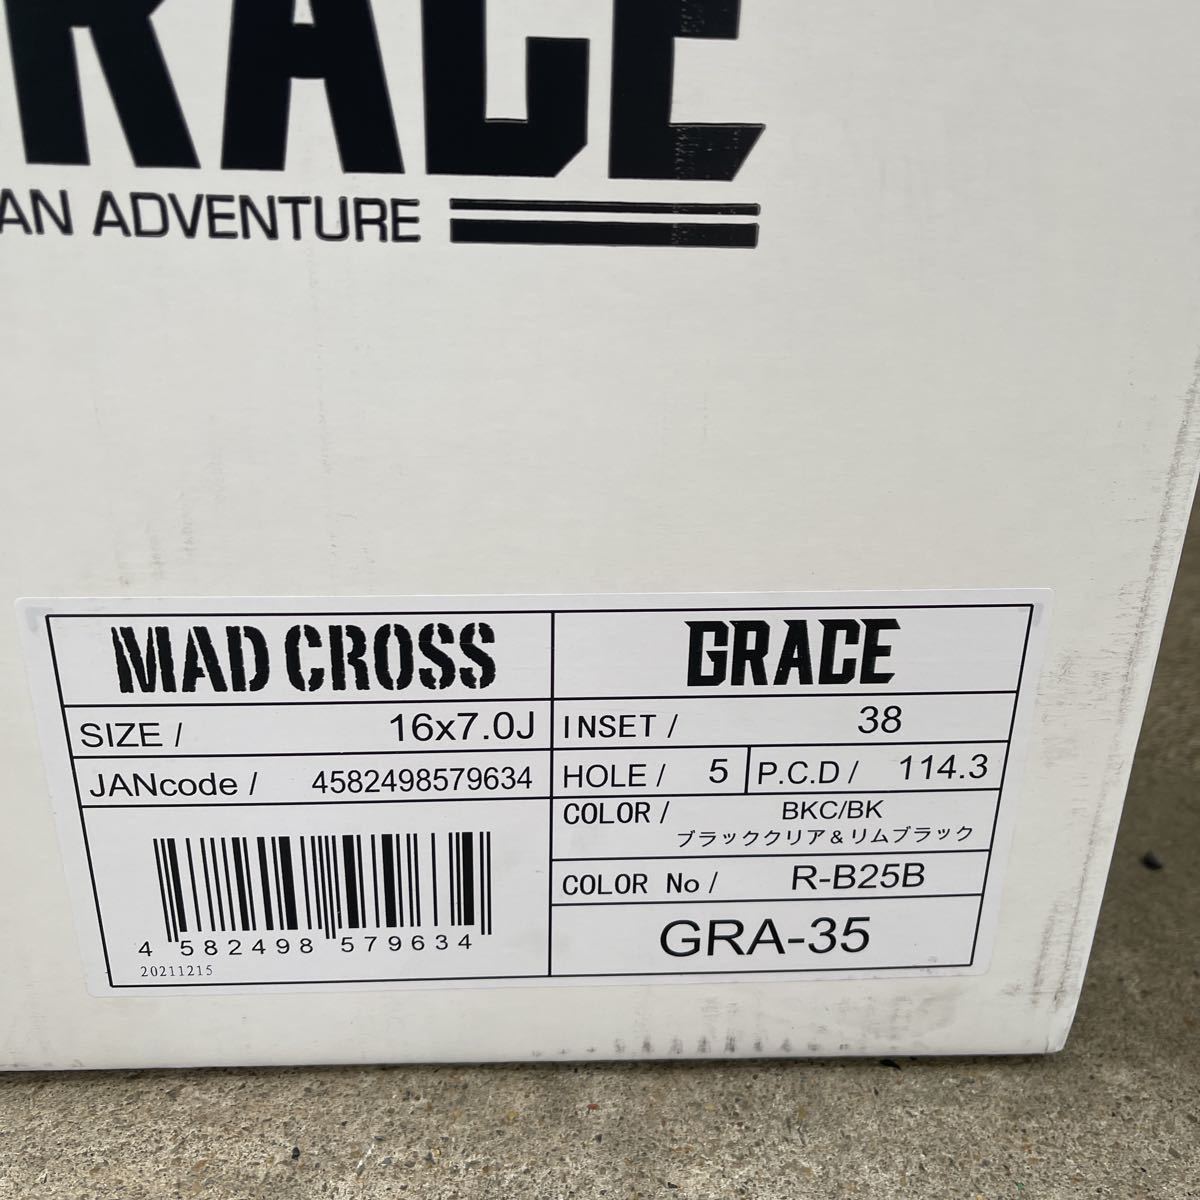 RACE
AN ADVENTURE
MAD CROSS
GRACE
SIZE / 16x7.0J
INSET / 38
JANcode / 4582498579634
HOLE / 5
P.C.D / 114.3
COLOR / BKC/BK
ブラッククリア&リムブラック
COLOR No / R-B25B
GRA-35
4 582498 579634
20211215